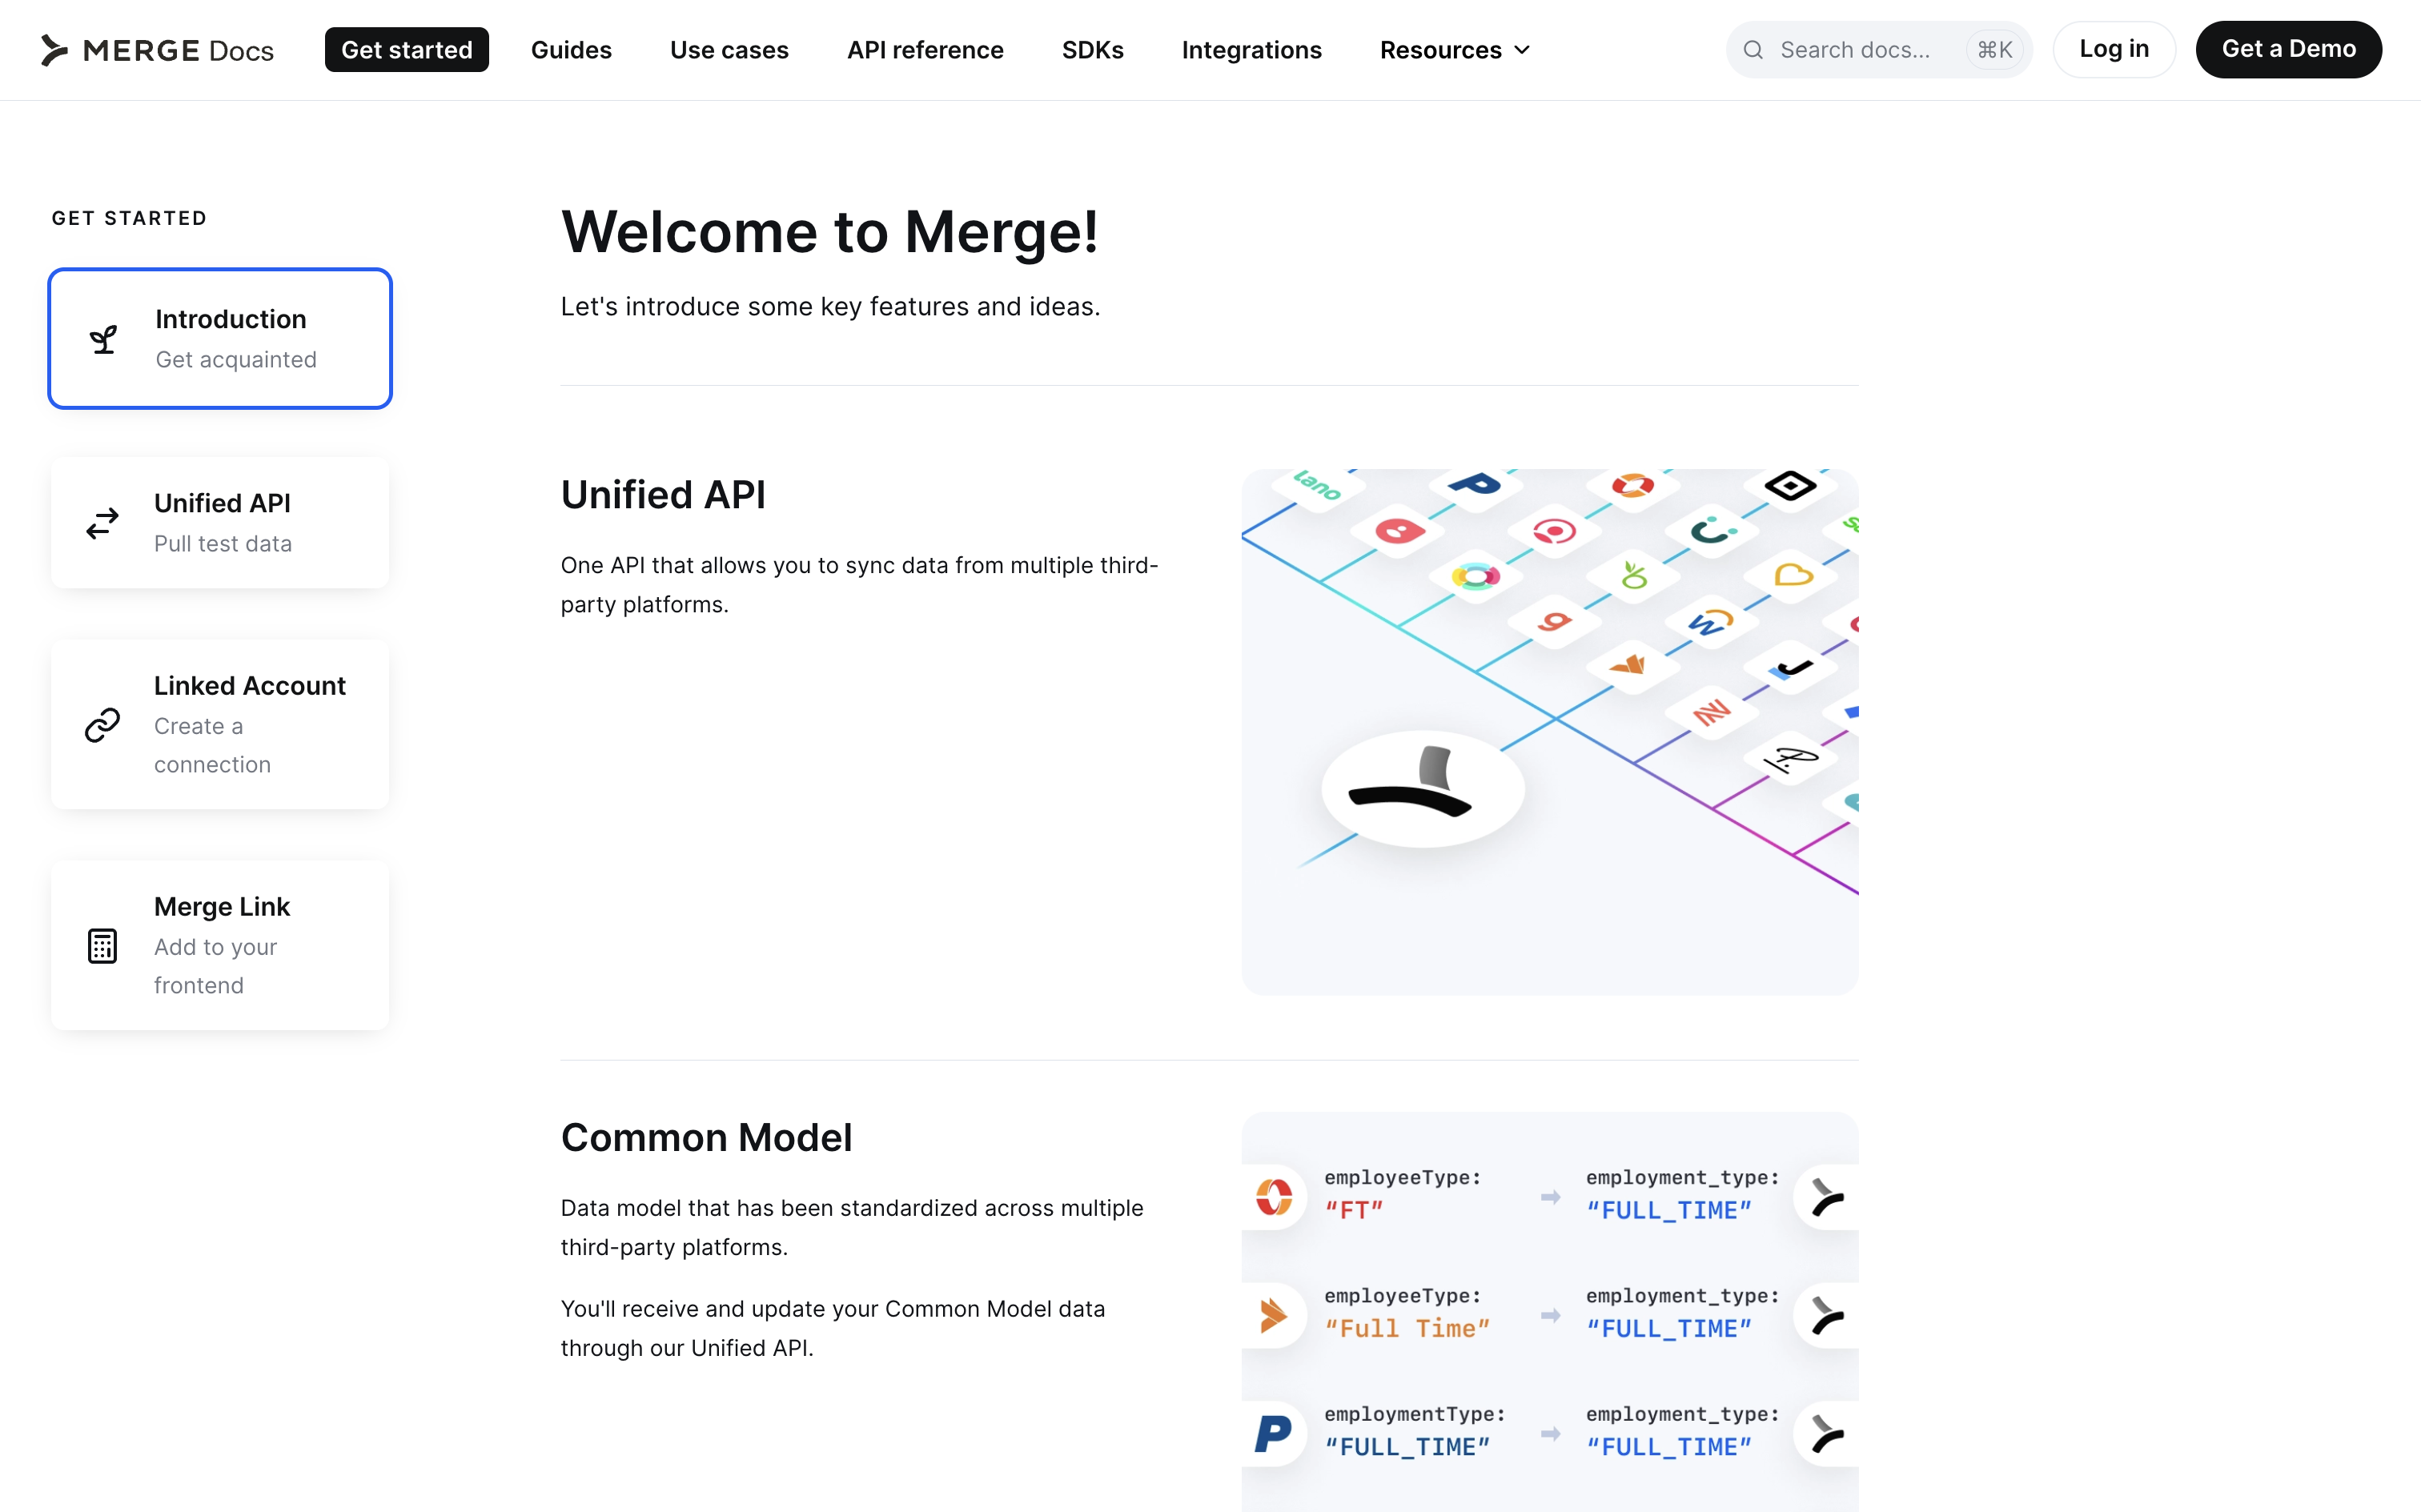 MERGE Docs
Get started
Guides
Use cases
API reference
SDKs
Integrations
Resources
Search docs...
⌘K
Log in
Get a Demo
GET STARTED
Introduction
Get acquainted
Unified API
Pull test data
Linked Account
Create a
connection
Merge Link
Add to your
frontend
Welcome to Merge!
Let's introduce some key features and ideas.
Unified API
One API that allows you to sync data from multiple third-
party platforms.
lano
Common Model
Data model that has been standardized across multiple
third-party platforms.
You'll receive and update your Common Model data
through our Unified API.
employeeType:
“FT”
employment_type:
“FULL_TIME”
employeeType:
“Full Time”
employment_type:
“FULL_TIME”
employmentType:
“FULL_TIME”
employment_type:
“FULL_TIME”